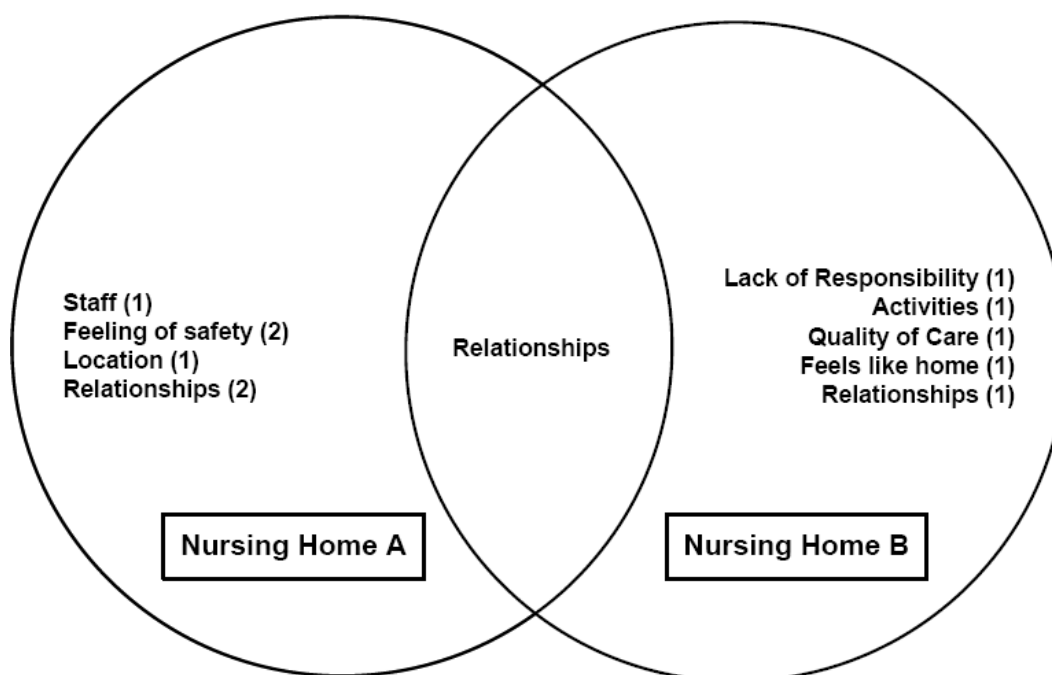 Staff (1)
Feeling of safety (2)
Location (1)
Relationships (2)
Relationships
Lack of Responsibility (1)
Activities (1)
Quality of Care (1)
Feels like home (1)
Relationships (1)
Nursing Home A
Nursing Home B